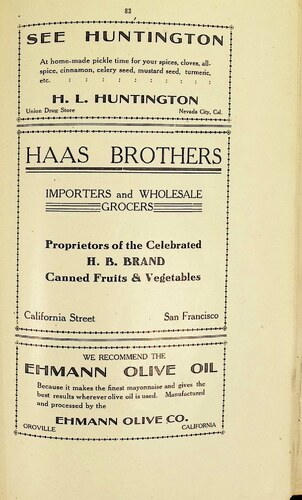 82
SEE HUNTINGTON
At home-made pickle time for your spices, cloves, all-
spice, cinnamon, celery seed, mustard seed, turmeric,
etc. : : : : : : : :
H. L. HUNTINGTON
Union Drug Store Nevada City, Cal.
HAAS BROTHERS
IMPORTERS and WHOLESALE
GROCERS
Proprietors of the Celebrated
H. B. BRAND
Canned Fruits & Vegetables
California Street San Francisco
WE RECOMMEND THE
EHMANN OLIVE OIL
Because it makes the finest mayonnaise and gives the
best results wherever olive oil is used. Manufactured
and processed by the
EHMANN OLIVE CO.
OROVILLE CALIFORNIA